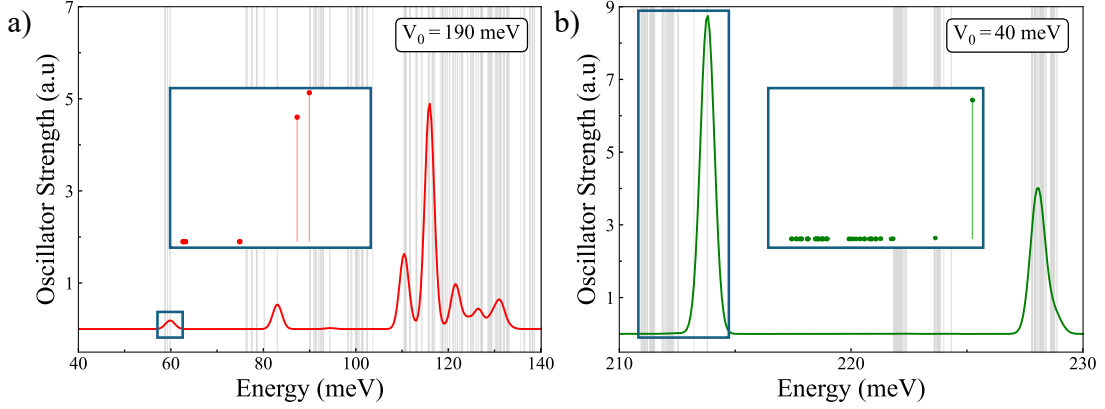 a)
V0 = 190 meV
Oscillator Strength (a.u)
7
5
3
1
40
60
80
100
120
140
Energy (meV)
b)
V0 = 40 meV
Oscillator Strength (a.u)
9
7
5
3
1
210
220
230
Energy (meV)